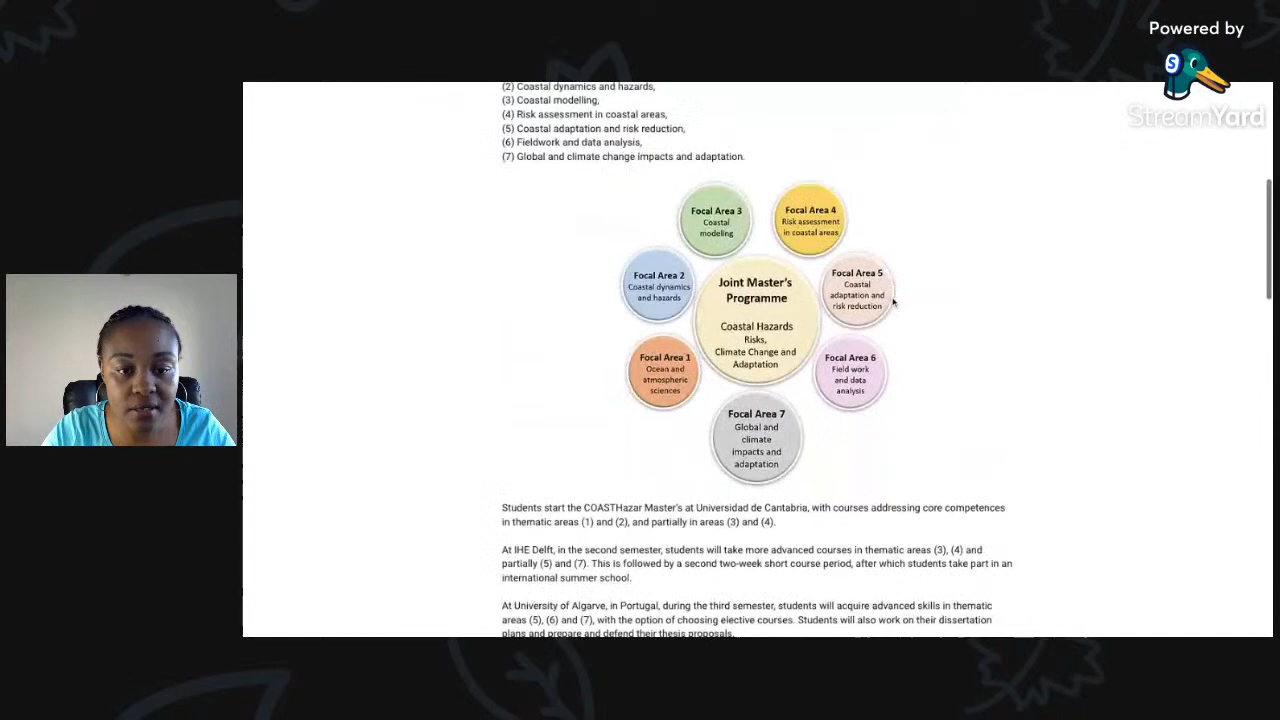 Powered by
S
StreamYard
(2) Coastal dynamics and hazards,
(3) Coastal modelling,
(4) Risk assessment in coastal areas,
(5) Coastal adaptation and risk reduction,
(6) Fieldwork and data analysis,
(7) Global and climate change impacts and adaptation.
Focal Area 3
Coastal
modeling
Focal Area 4
Risk assessment
in coastal areas
Focal Area 2
Coastal dynamics
and hazards
Joint Master's
Programme
Coastal Hazards
Risks,
Climate Change and
Adaptation
Focal Area 5
Coastal
adaptation and
risk reduction
Focal Area 1
Ocean and
atmospheric
sciences
Focal Area 6
Field work
and data
analysis
Focal Area 7
Global and
climate
impacts and
adaptation
Students start the COASTHazar Master's at Universidad de Cantabria, with courses addressing core competences
in thematic areas (1) and (2), and partially in areas (3) and (4).
At IHE Delft, in the second semester, students will take more advanced courses in thematic areas (3), (4) and
partially (5) and (7). This is followed by a second two-week short course period, after which students take part in an
international summer school.
At University of Algarve, in Portugal, during the third semester, students will acquire advanced skills in thematic
areas (5), (6) and (7), with the option of choosing elective courses. Students will also work on their dissertation
plans and prepare and defend their thesis proposals.